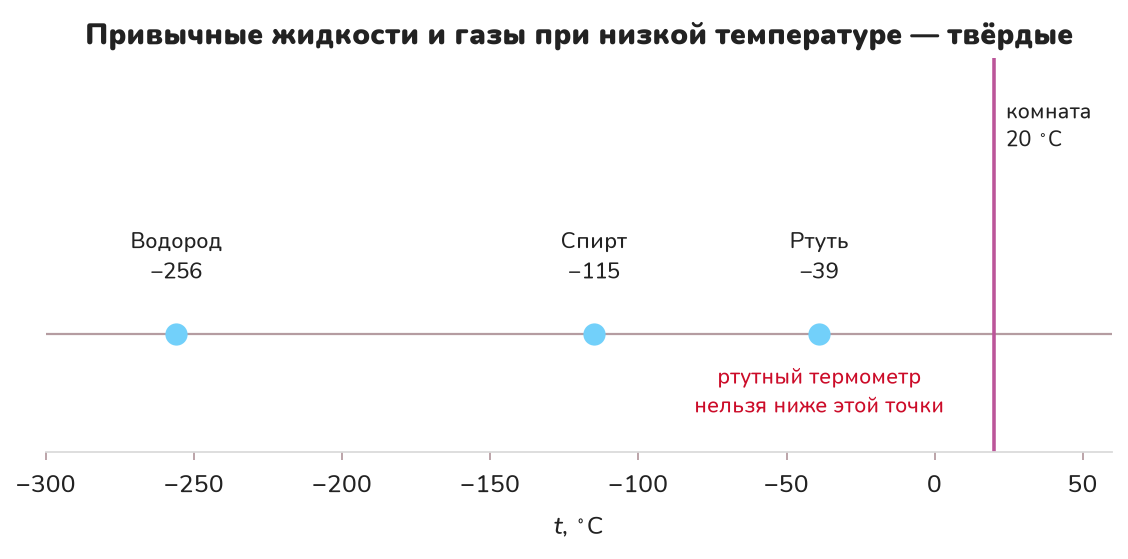 Привычные жидкости и газы при низкой температуре — твёрдые
комната
20 °C
Водород
−256
Спирт
−115
Ртуть
−39
ртутный термометр
нельзя ниже этой точки
−300
−250
−200
−150
−100
−50
0
50
t, °C